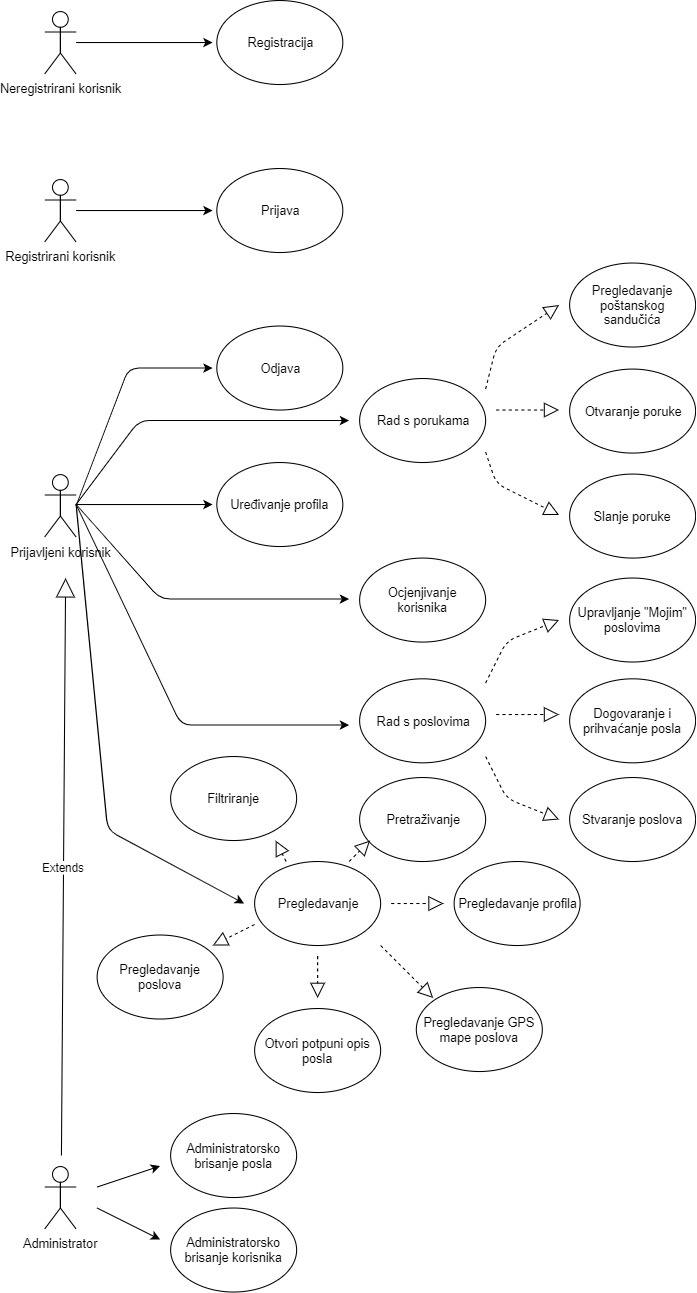 Registracija
Neregistrirani korisnik
Prijava
Registrirani korisnik
Pregledavanje
poštanskog
sandučića
Odjava
Rad s porukama
Otvaranje poruke
Uređivanje profila
Slanje poruke
Prijavljeni korisnik
Ocjenjivanje
korisnika
Upravljanje "Mojim"
poslovima
Rad s poslovima
Dogovaranje i
prihvaćanje posla
Filtriranje
Pretraživanje
Stvaranje poslova
Extends
Pregledavanje
Pregledavanje profila
Pregledavanje
poslova
Otvori potpuni opis
posla
Pregledavanje GPS
mape poslova
Administratorsko
brisanje posla
Administrator
Administratorsko
brisanje korisnika